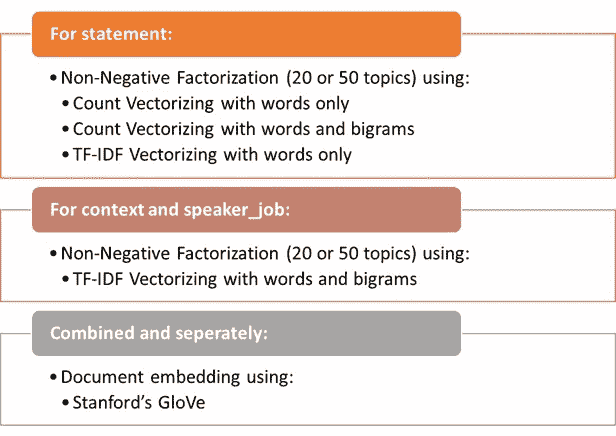 For statement:
• Non-Negative Factorization (20 or 50 topics) using:
• Count Vectorizing with words only
• Count Vectorizing with words and bigrams
• TF-IDF Vectorizing with words only
For context and speaker_job:
• Non-Negative Factorization (20 or 50 topics) using:
• TF-IDF Vectorizing with words and bigrams
Combined and seperately:
• Document embedding using:
• Stanford's GloVe